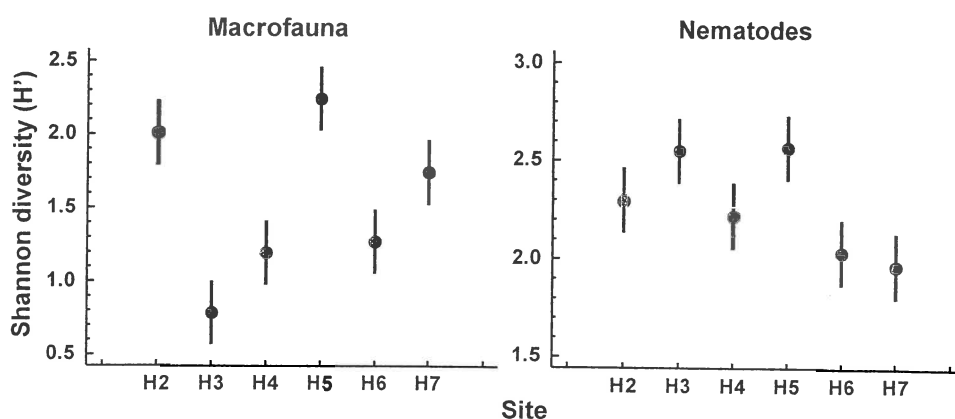 Macrofauna
Nematodes
Shannon diversity (H')
2.5
2.0
1.5
1.0
0.5
H2 H3 H4 H5 H6 H7
3.0
2.5
2.0
1.5
H2 H3 H4 H5 H6 H7
Site